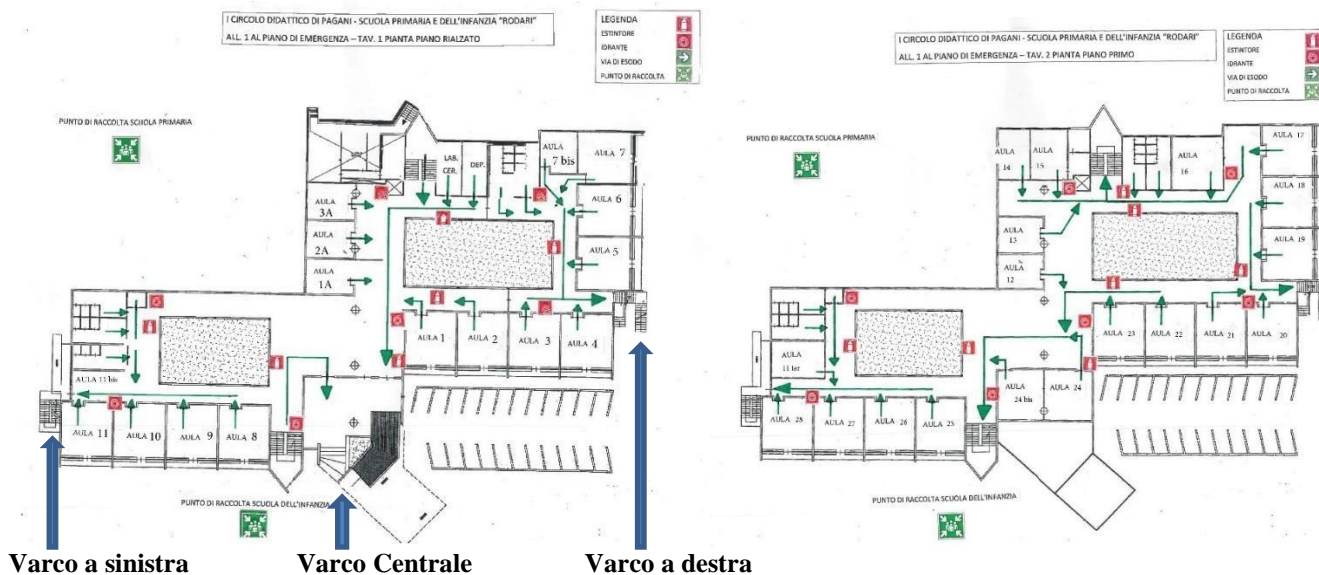 I CIRCOLO DIDATTICO DI PAGANI - SCUOLA PRIMARIA E DELL'INFANZIA "RODARI"
ALL. 1 AL PIANO DI EMERGENZA – TAV. 1 PIANTA PIANO RIALZATO
LEGENDA
ESTINTORE
IDRANTE
VIA DI ESODO
PUNTO DI RACCOLTA
PUNTO DI RACCOLTA SCUOLA PRIMARIA
LAB. CER.
DEP.
AULA 7 bis
AULA 7
AULA 3A
AULA 6
AULA 2A
AULA 5
AULA 1A
AULA 1
AULA 2
AULA 3
AULA 4
AULA 11 bis
AULA 11
AULA 10
AULA 9
AULA 8
PUNTO DI RACCOLTA SCUOLA DELL'INFANZIA
Varco a sinistra
Varco Centrale
Varco a destra
I CIRCOLO DIDATTICO DI PAGANI - SCUOLA PRIMARIA E DELL'INFANZIA "RODARI"
ALL. 1 AL PIANO DI EMERGENZA – TAV. 2 PIANTA PIANO PRIMO
LEGENDA
ESTINTORE
IDRANTE
VIA DI ESODO
PUNTO DI RACCOLTA
PUNTO DI RACCOLTA SCUOLA PRIMARIA
AULA 14
AULA 15
AULA 16
AULA 17
AULA 18
AULA 13
AULA 19
AULA 12
AULA 23
AULA 22
AULA 21
AULA 20
AULA 11 ter
AULA 24 bis
AULA 24
AULA 28
AULA 27
AULA 26
AULA 25
PUNTO DI RACCOLTA SCUOLA DELL'INFANZIA